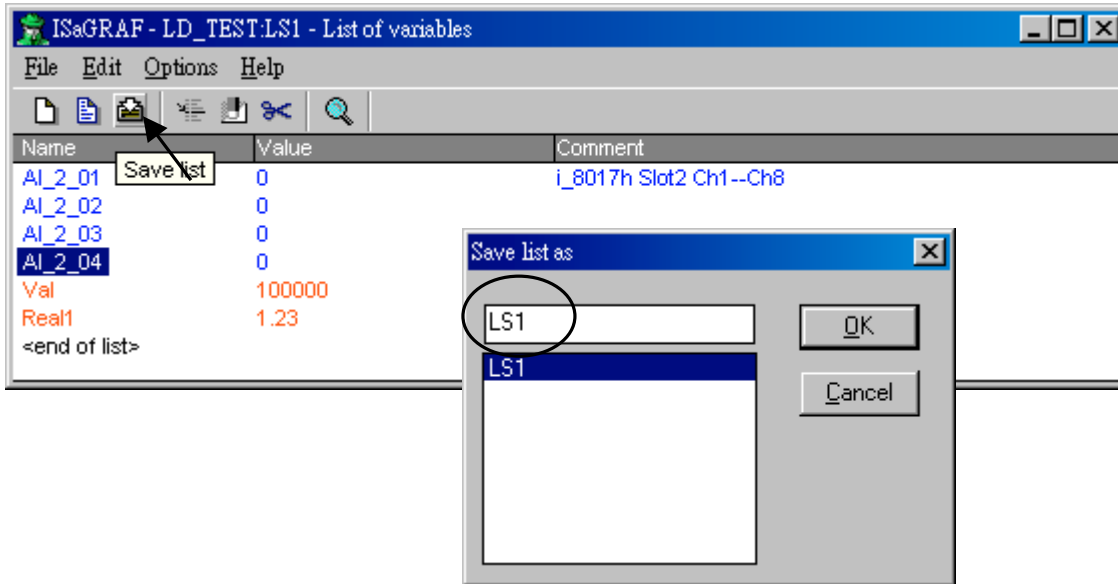 ISaGRAF - LD_TEST:LS1 - List of variables
File Edit Options Help
Name Value Comment
Save list
AI_2_01 0 i_8017h Slot2 Ch1--Ch8
AI_2_02 0
AI_2_03 0
AI_2_04 0
Val 100000
Real1 1.23
<end of list>
Save list as
LS1
OK
LS1
Cancel